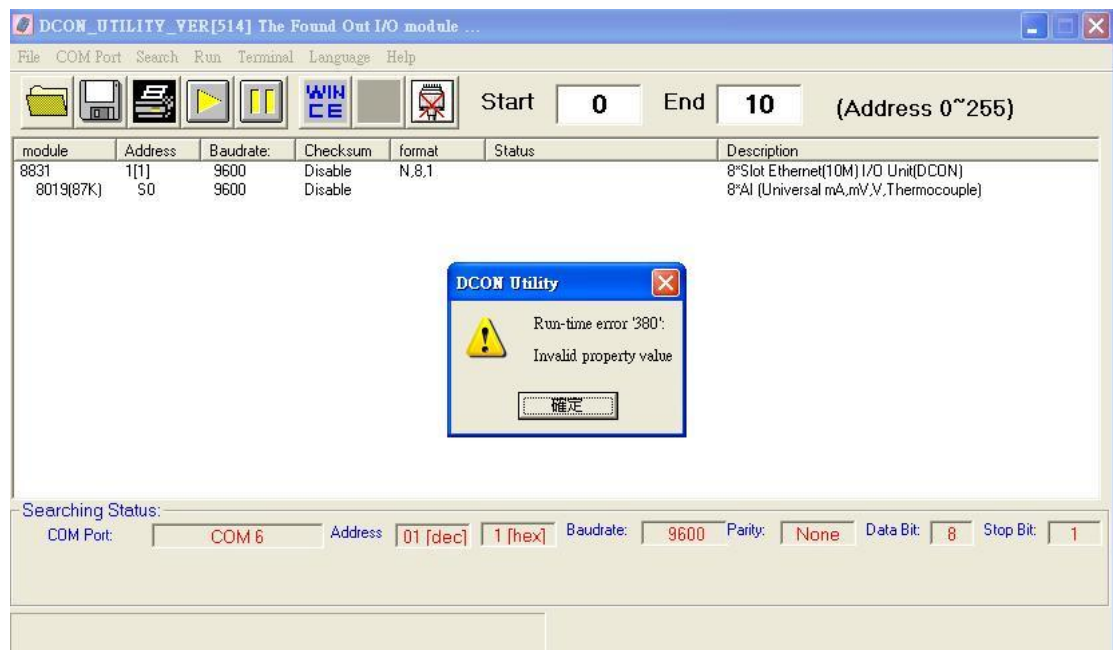 DCON_UTILITY_VER[514] The Found Out I/O module ...
File COM Port Search Run Terminal Language Help
WIN CE Start 0 End 10 (Address 0~255)
module Address Baudrate: Checksum format Status Description
8831 1[1] 9600 Disable N,8,1 8*Slot Ethernet(10M) I/O Unit(DCON)
8019(87K) S0 9600 Disable 8*AI (Universal mA,mV,V,Thermocouple)
DCON Utility
Run-time error '380':
Invalid property value
確定
Searching Status:
COM Port: COM 6 Address 01 [dec] 1 [hex] Baudrate: 9600 Parity: None Data Bit: 8 Stop Bit: 1